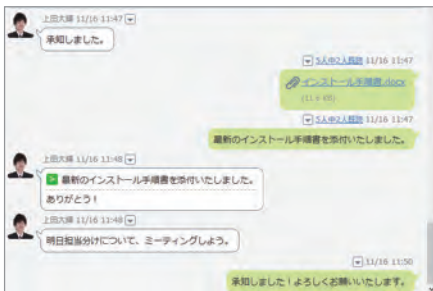 上田大輝 11/16 11:47
承知しました。
5人中2人既読 11/16 11:47
インストール手順書.docx
5人中2人既読 11/16 11:47
最新のインストール手順書を添付いたしました。
上田大輝 11/16 11:48
最新のインストール手順書を添付いたしました。
ありがとう！
上田大輝 11/16 11:48
明日担当分けについて、ミーティングしよう。
11/16 11:50
承知しました！よろしくお願いいたします。